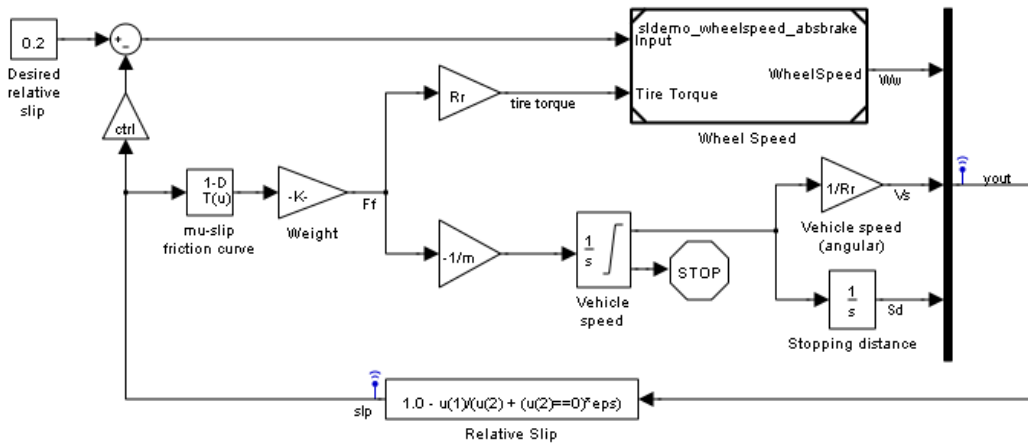 0.2
Desired
relative
slip
+
-
ctrl
1-D
T(u)
mu-slip
friction curve
-K-
Weight
Ff
Rr
tire torque
sldemo_wheelspeed_absbrake
Input
WheelSpeed
Tire Torque
Wheel Speed
Ww
-1/m
1
s
Vehicle
speed
STOP
1/Rr
Vs
Vehicle speed
(angular)
1
s
Sd
Stopping distance
yout
1.0 - u(1)/(u(2) + (u(2)==0)*eps)
slp
Relative Slip